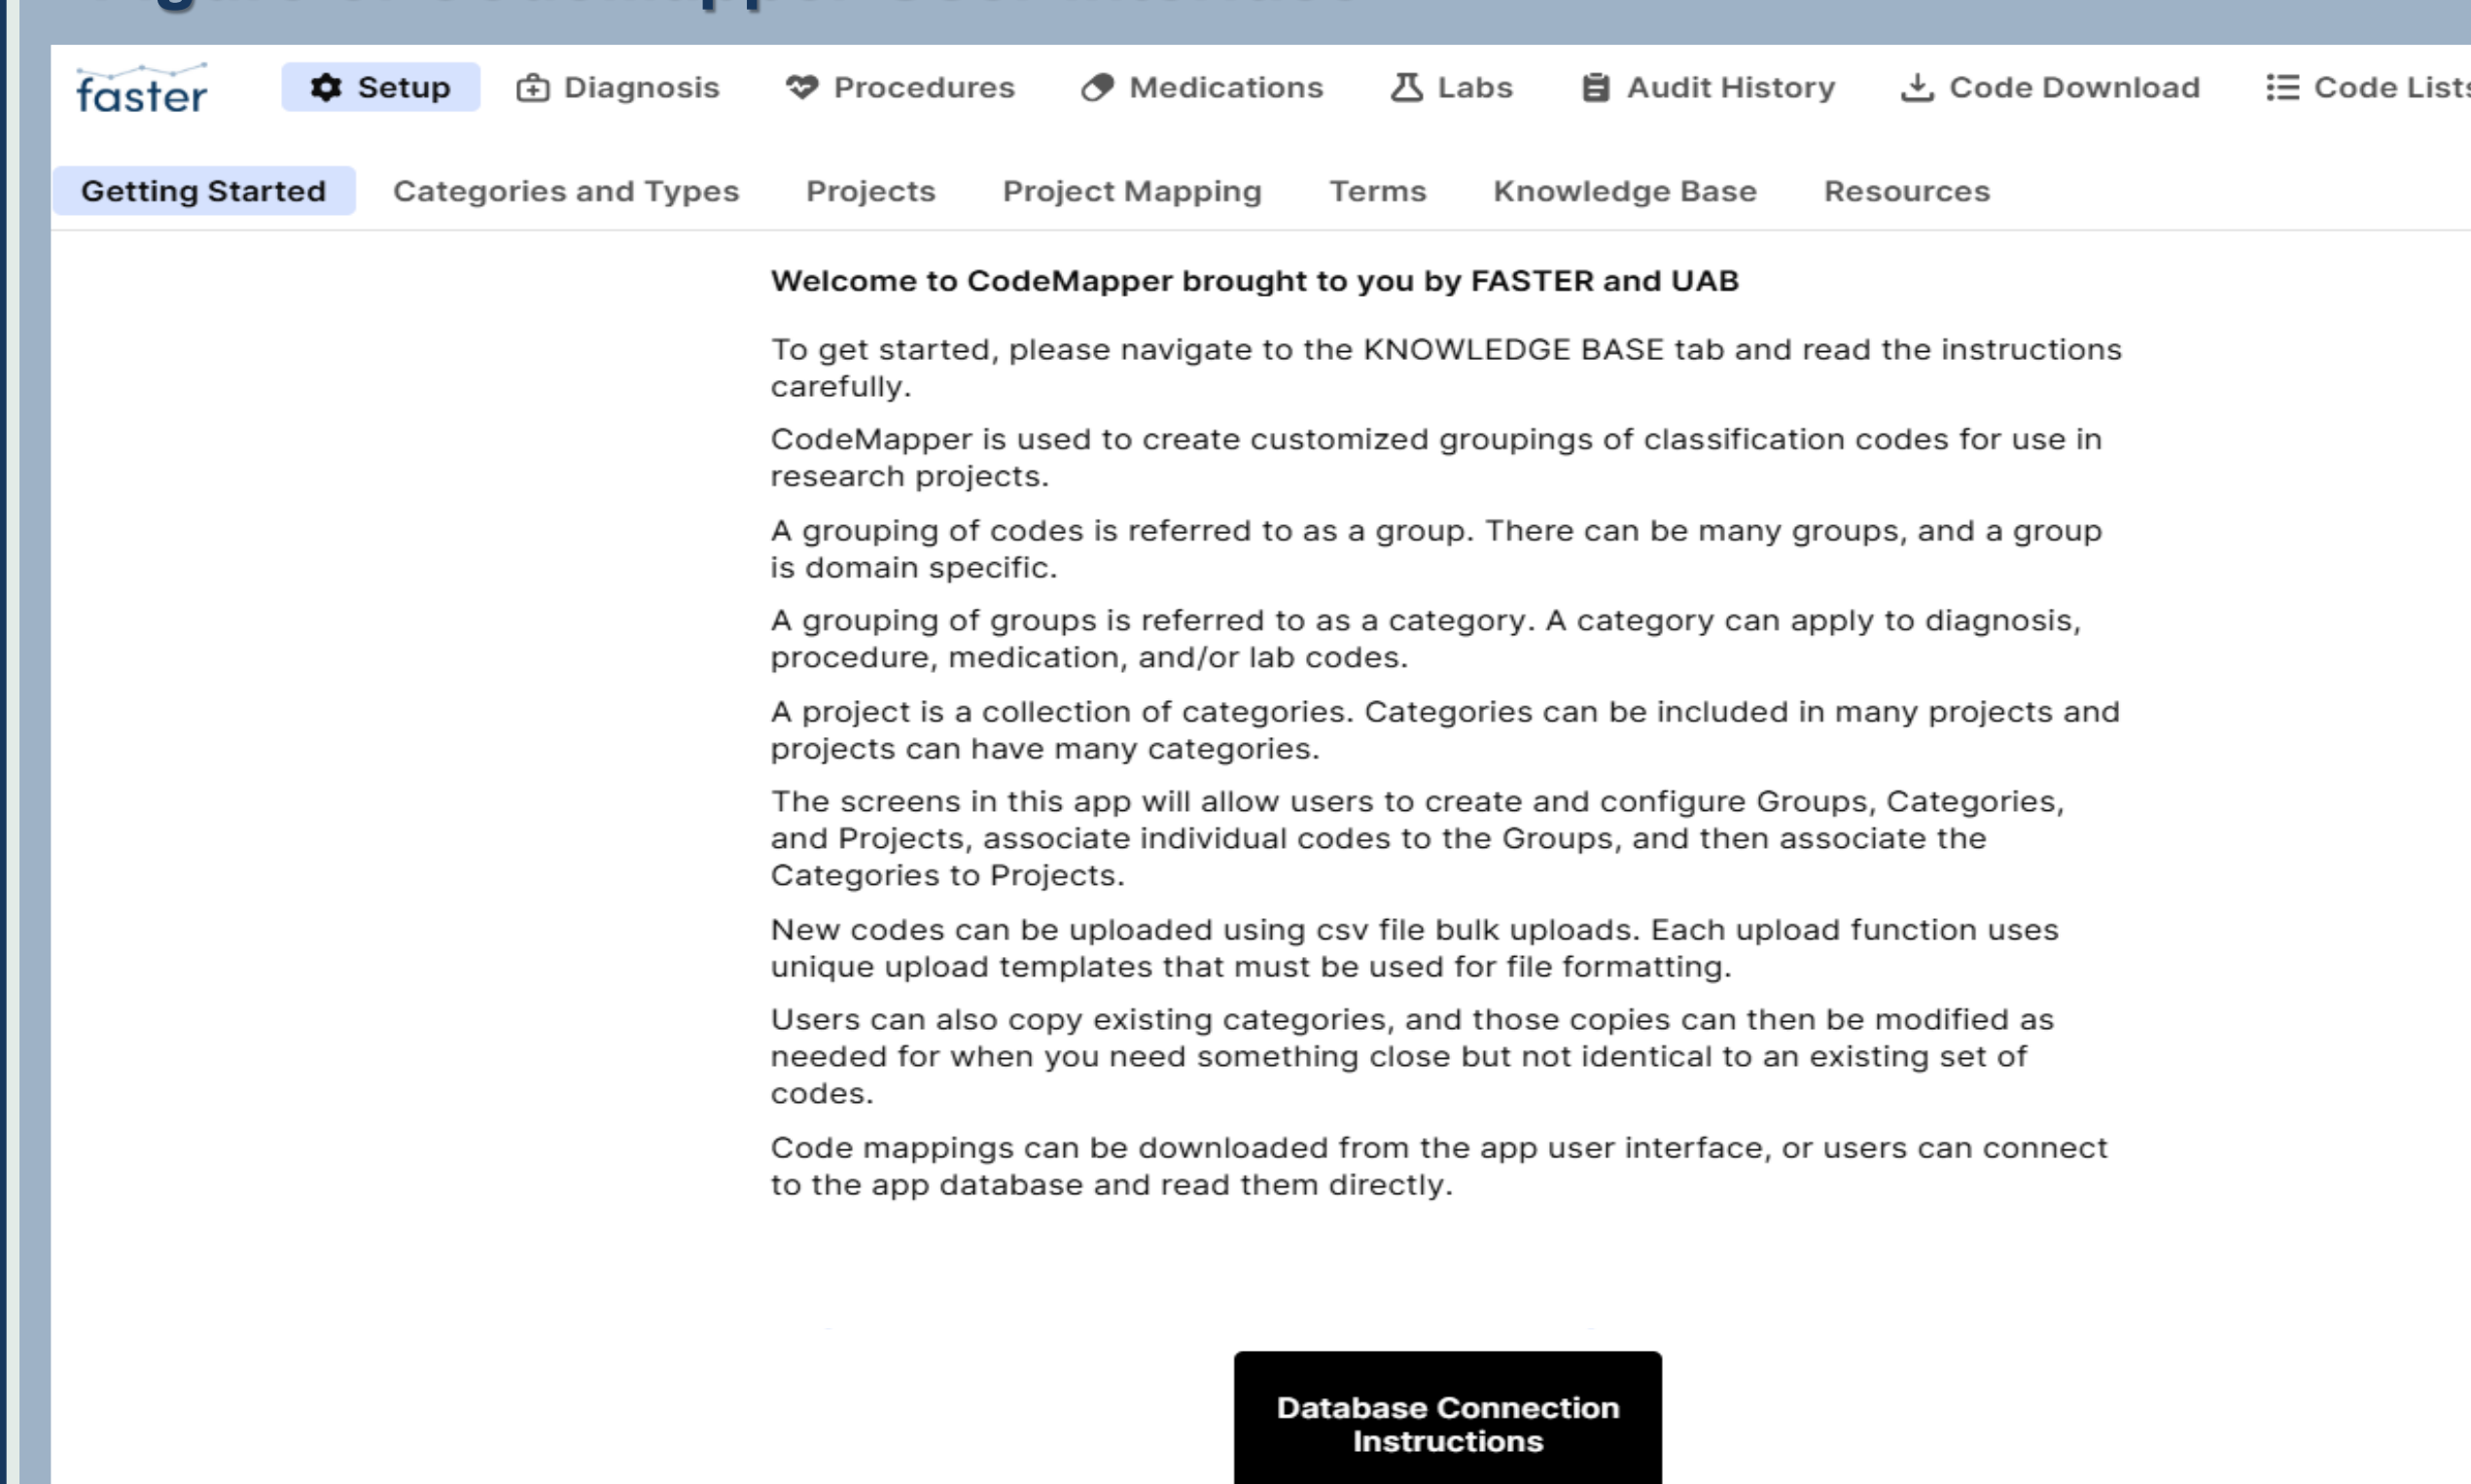 faster
Setup
Diagnosis
Procedures
Medications
Labs
Audit History
Code Download
Code Lists
Getting Started
Categories and Types
Projects
Project Mapping
Terms
Knowledge Base
Resources
Welcome to CodeMapper brought to you by FASTER and UAB
To get started, please navigate to the KNOWLEDGE BASE tab and read the instructions
carefully.
CodeMapper is used to create customized groupings of classification codes for use in
research projects.
A grouping of codes is referred to as a group. There can be many groups, and a group
is domain specific.
A grouping of groups is referred to as a category. A category can apply to diagnosis,
procedure, medication, and/or lab codes.
A project is a collection of categories. Categories can be included in many projects and
projects can have many categories.
The screens in this app will allow users to create and configure Groups, Categories,
and Projects, associate individual codes to the Groups, and then associate the
Categories to Projects.
New codes can be uploaded using csv file bulk uploads. Each upload function uses
unique upload templates that must be used for file formatting.
Users can also copy existing categories, and those copies can then be modified as
needed for when you need something close but not identical to an existing set of
codes.
Code mappings can be downloaded from the app user interface, or users can connect
to the app database and read them directly.
Database Connection
Instructions